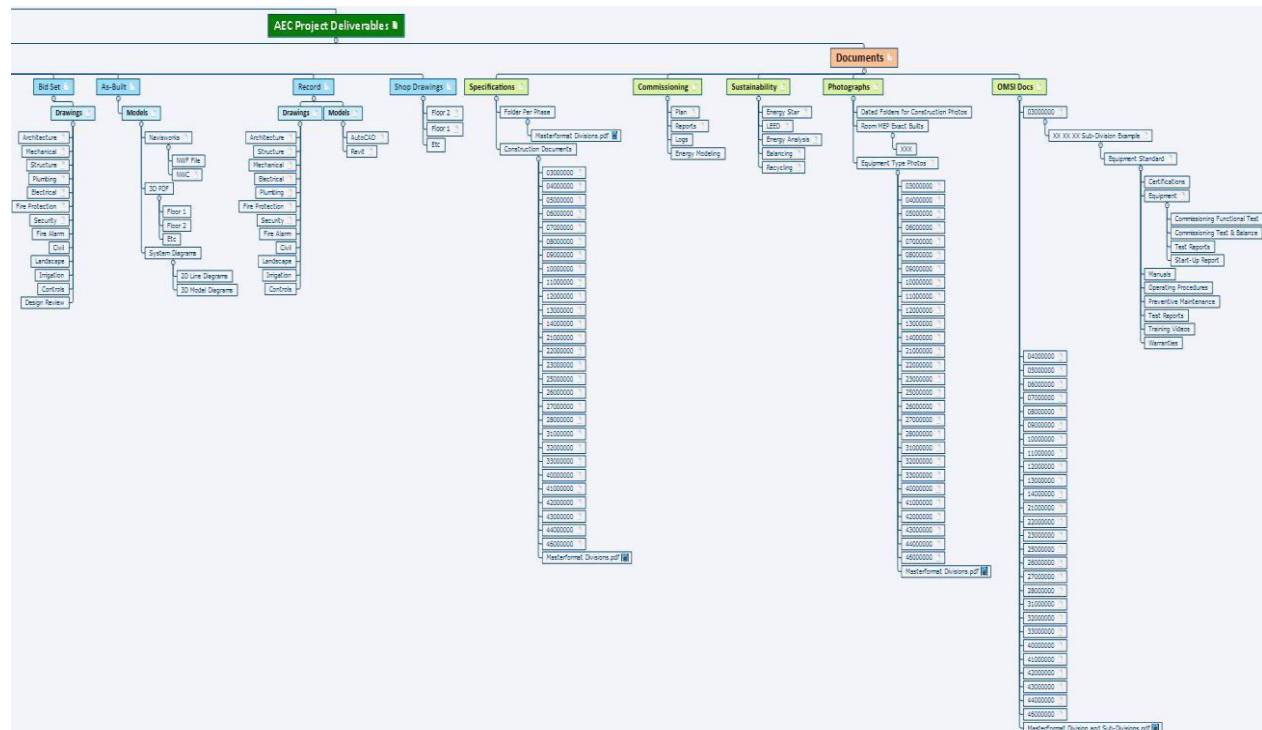 AEC Project Deliverables
Documents
Bid Set
As-Built
Record
Shop Drawings
Specifications
Commissioning
Sustainability
Photographs
OMSI Docs
Drawings
Architecture
Mechanical
Structure
Plumbing
Electrical
Fire Protection
Security
Fire Alarm
Civil
Landscape
Irrigation
Controls
Design Review
Models
Navisworks
NWF File
NWC
3D PDF
Floor 1
Floor 2
Etc
System Diagrams
2D Line Diagrams
3D Model Diagrams
Drawings
Architecture
Structure
Mechanical
Electrical
Plumbing
Fire Protection
Security
Fire Alarm
Civil
Landscape
Irrigation
Controls
Models
AutoCAD
Revit
Floor 2
Floor 1
Etc
Folder Per Phase
Masterformat Divisions.pdf
Construction Documents
03000000
04000000
05000000
06000000
07000000
08000000
09000000
10000000
11000000
12000000
13000000
14000000
21000000
22000000
23000000
25000000
26000000
27000000
28000000
31000000
32000000
33000000
40000000
41000000
42000000
43000000
44000000
46000000
Masterformat Divisions.pdf
Plan
Reports
Logs
Energy Modeling
Energy Star
LEED
Energy Analysis
Balancing
Recycling
Dated Folders for Construction Photos
Room MEP Exact Builts
XXX
Equipment Type Photos
03000000
04000000
05000000
06000000
07000000
08000000
09000000
10000000
11000000
12000000
13000000
14000000
21000000
22000000
23000000
25000000
26000000
27000000
28000000
31000000
32000000
33000000
40000000
41000000
42000000
43000000
44000000
46000000
Masterformat Divisions.pdf
03000000
XX XX XX Sub-Division Example
Equipment Standard
Certifications
Equipment
Commissioning Functional Test
Commissioning Test & Balance
Test Reports
Start-Up Report
Manuals
Operating Procedures
Preventive Maintenance
Test Reports
Training Videos
Warranties
04000000
05000000
06000000
07000000
08000000
09000000
10000000
11000000
12000000
13000000
14000000
21000000
22000000
23000000
25000000
26000000
27000000
28000000
31000000
32000000
33000000
40000000
41000000
42000000
43000000
44000000
46000000
Masterformat Division and Sub-Divisions.pdf